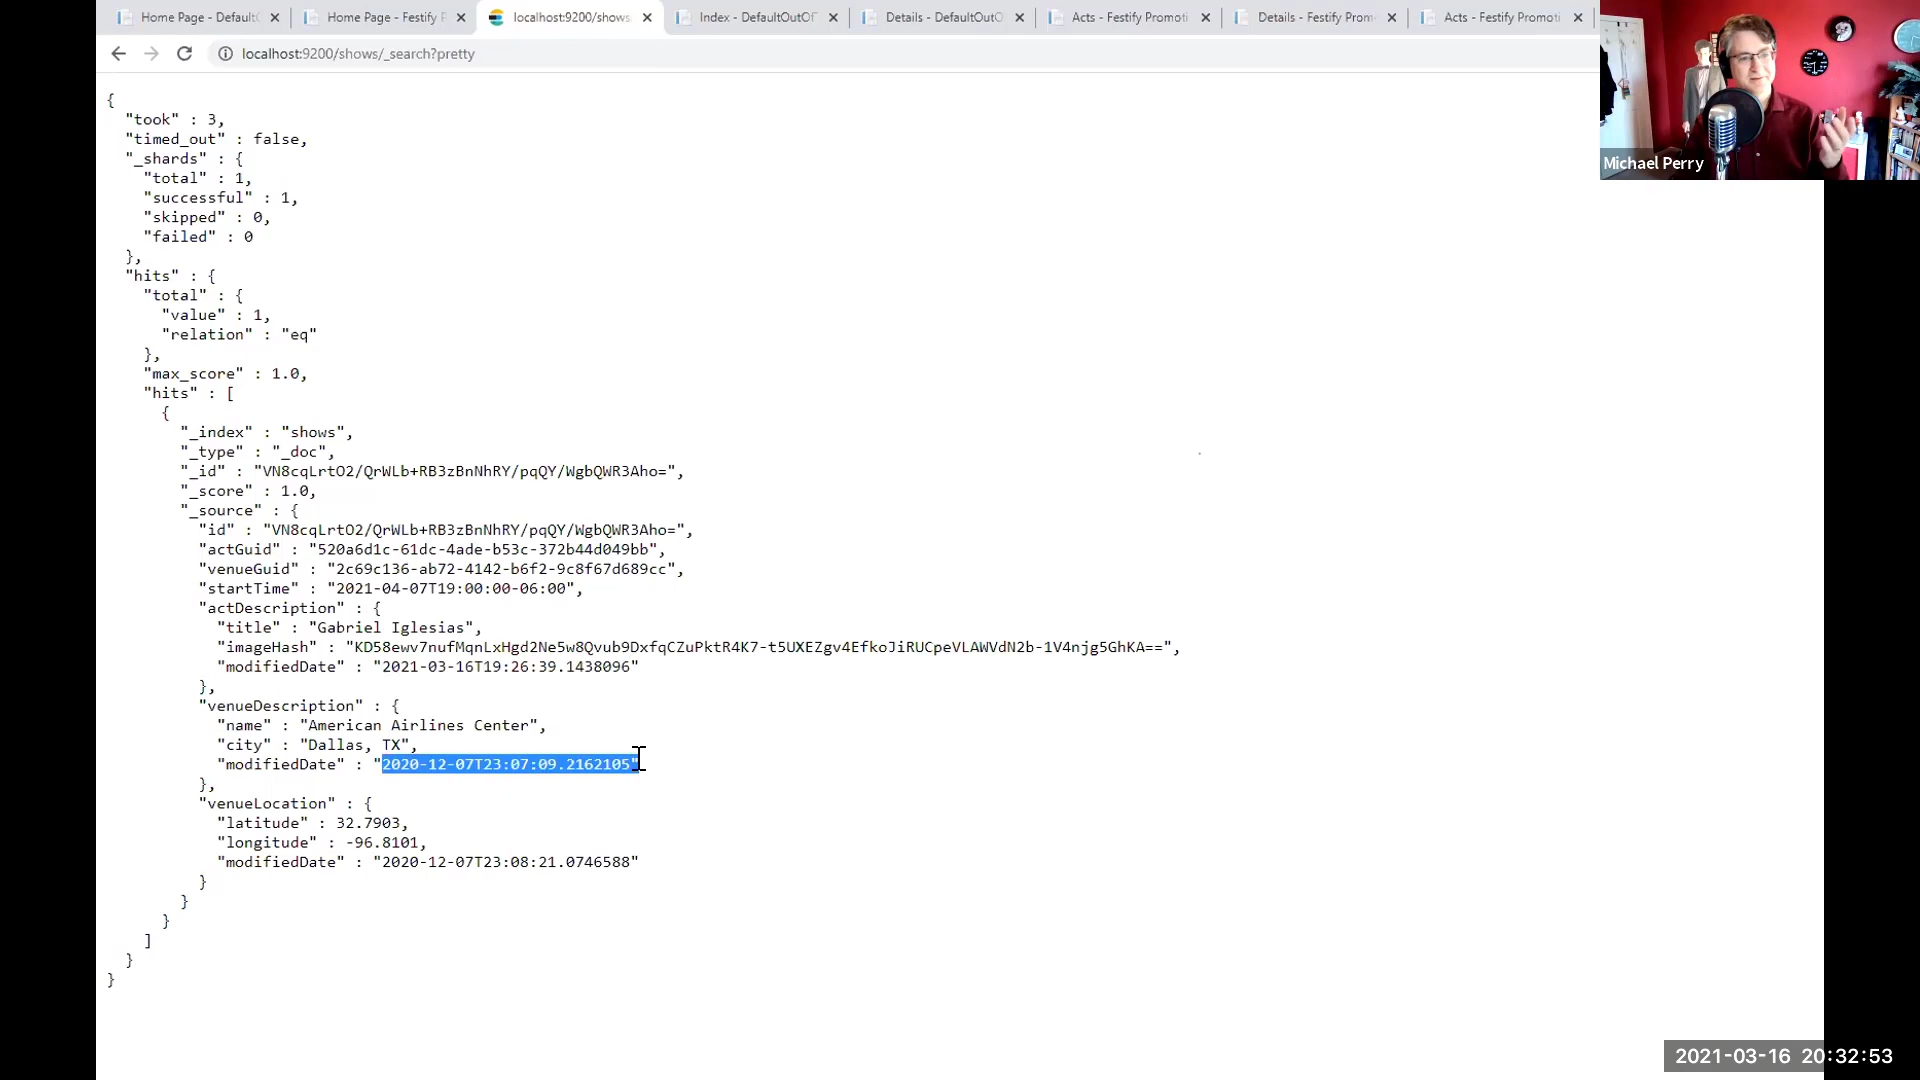 Home Page - Default
Home Page - Festify P
localhost:9200/shows
Index - DefaultOutOf
Details - DefaultOutO
Acts - Festify Promoti
Details - Festify Prom
Acts - Festify Promoti
localhost:9200/shows/_search?pretty
{
"took" : 3,
"timed_out" : false,
"_shards" : {
"total" : 1,
"successful" : 1,
"skipped" : 0,
"failed" : 0
},
"hits" : {
"total" : {
"value" : 1,
"relation" : "eq"
},
"max_score" : 1.0,
"hits" : [
{
"_index" : "shows",
"_type" : "_doc",
"_id" : "VN8cqLrtO2/QrWLb+RB3zBnNhRY/pqQY/WgbQWR3Aho=",
"_score" : 1.0,
"_source" : {
"id" : "VN8cqLrtO2/QrWLb+RB3zBnNhRY/pqQY/WgbQWR3Aho=",
"actGuid" : "520a6d1c-61dc-4ade-b53c-372b44d049bb",
"venueGuid" : "2c69c136-ab72-4142-b6f2-9c8f67d689cc",
"startTime" : "2021-04-07T19:00:00-06:00",
"actDescription" : {
"title" : "Gabriel Iglesias",
"imageHash" : "KD58ewv7nufMqnLxHgd2Ne5w8Qvub9DxfqCZuPktR4K7-t5UXEZgv4EfkoJiRUCpeVLAWVdN2b-1V4njg5GhKA==",
"modifiedDate" : "2021-03-16T19:26:39.1438096"
},
"venueDescription" : {
"name" : "American Airlines Center",
"city" : "Dallas, TX",
"modifiedDate" : "2020-12-07T23:07:09.2162105"
},
"venueLocation" : {
"latitude" : 32.7903,
"longitude" : -96.8101,
"modifiedDate" : "2020-12-07T23:08:21.0746588"
}
}
}
]
}
}
Michael Perry
2021-03-16 20:32:53